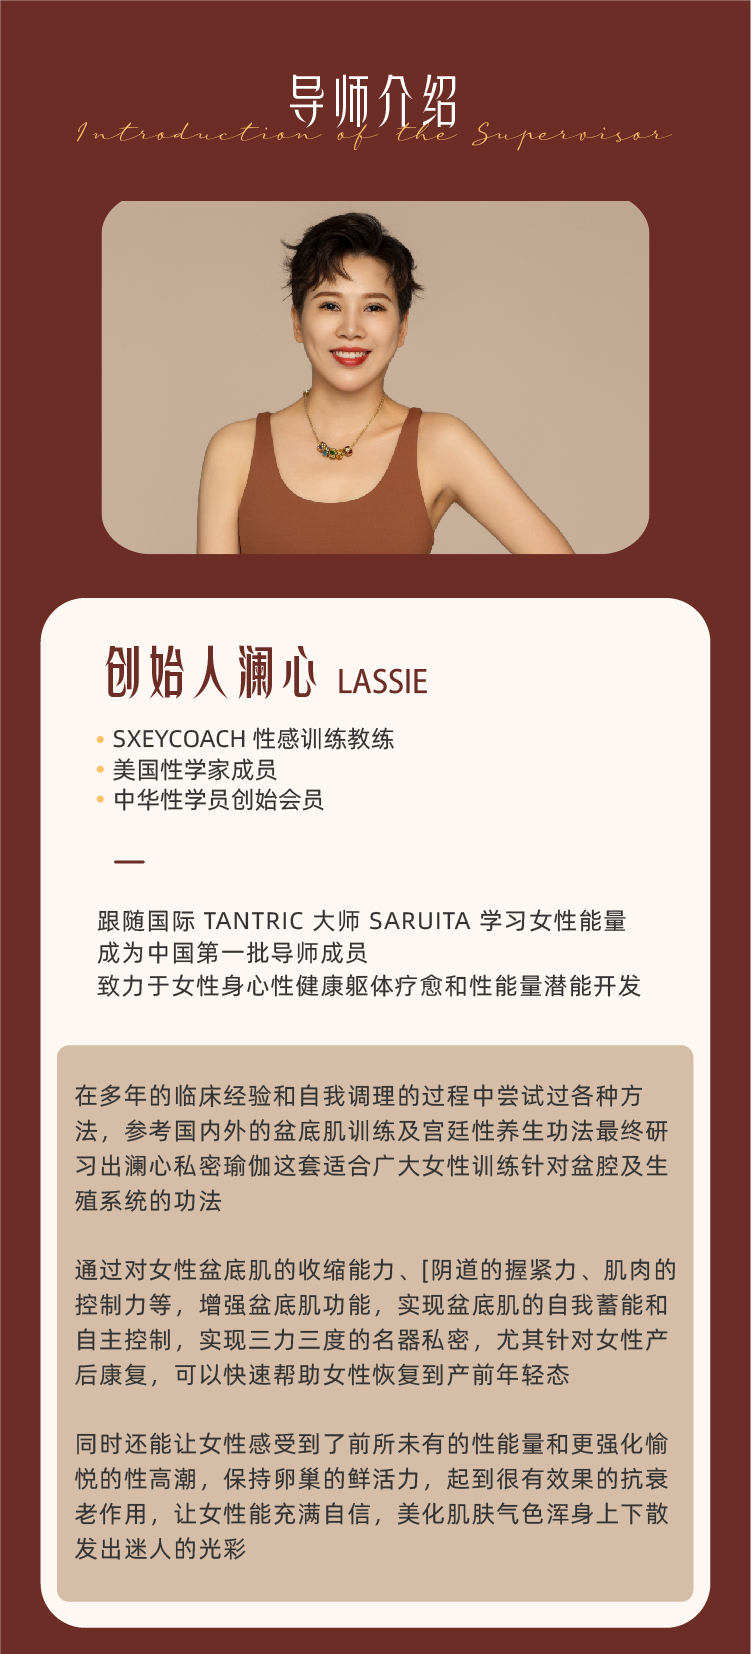 导师介绍
Introduction of the Supervisor
创始人澜心 LASSIE
SXEYCOACH 性感训练教练
美国性学家成员
中华性学员创始会员
跟随国际 TANTRIC 大师 SARUITA 学习女性能量
成为中国第一批导师成员
致力于女性身心性健康躯体疗愈和性能量潜能开发
在多年的临床经验和自我调理的过程中尝试过各种方
法，参考国内外的盆底肌训练及宫廷性养生功法最终研
习出澜心私密瑜伽这套适合广大女性训练针对盆腔及生
殖系统的功法
通过对女性盆底肌的收缩能力、[阴道的握紧力、肌肉的
控制力等，增强盆底肌功能，实现盆底肌的自我蓄能和
自主控制，实现三力三度的名器私密，尤其针对女性产
后康复，可以快速帮助女性恢复到产前年轻态
同时还能让女性感受到了前所未有的性能量和更强化愉
悦的性高潮，保持卵巢的鲜活力，起到很有效果的抗衰
老作用，让女性能充满自信，美化肌肤气色浑身上下散
发出迷人的光彩